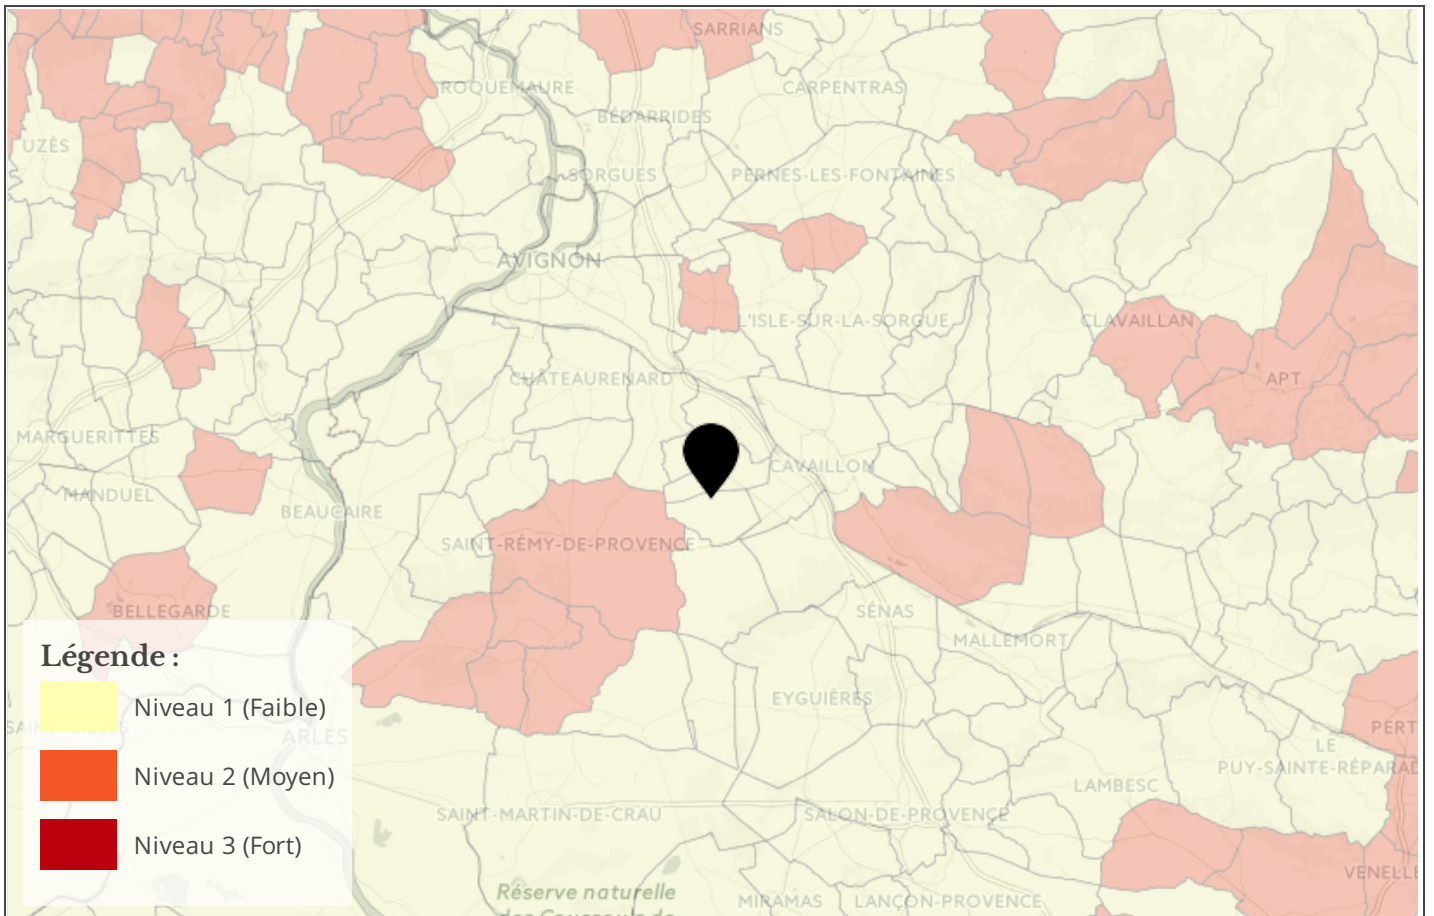 SARRIANS
ROQUEMAURE
CARPENTRAS
BÉDARRIDES
UZÈS
SORGUES
PERNES-LES-FONTAINES
AVIGNON
L'ISLE-SUR-LA-SORGUE
CLAVAILLAN
CHÂTEAURENARD
APT
MARGUERITTES
CAVAILLON
MANDUEL
BEAUCAIRE
SAINT-RÉMY-DE-PROVENCE
BELLEGARDE
SÉNAS
MALLEMORT
Légende :
Niveau 1 (Faible)
EYGUIÈRES
PERT
ARLES
LE
PUY-SAINTE-RÉPARAD
Niveau 2 (Moyen)
LAMBESC
SAINT-MARTIN-DE-CRAU
SALON-DE-PROVENCE
Niveau 3 (Fort)
VENELLE
Réserve naturelle
MIRAMAS
LANÇON-PROVENCE